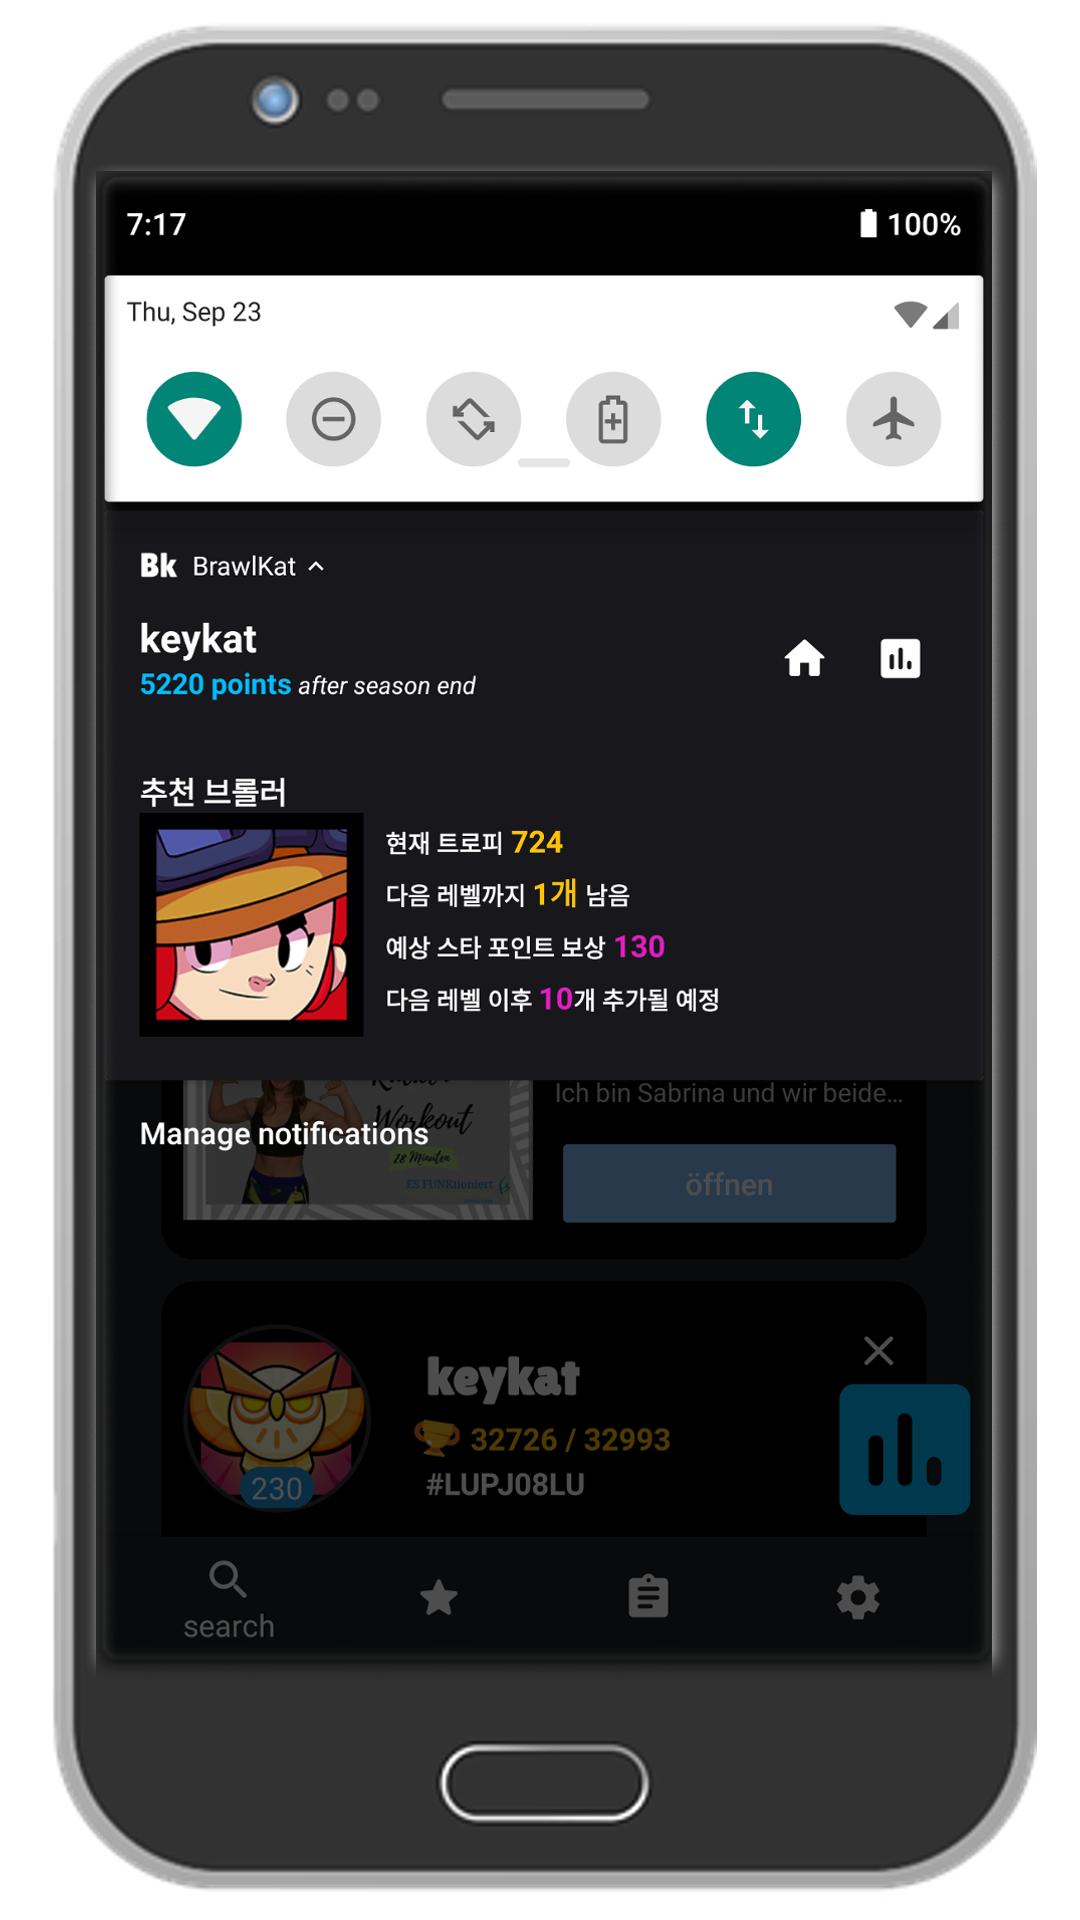 7:17 100%
Thu, Sep 23
Bk BrawlKat
keykat
5220 points after season end
추천 브롤러
현재 트로피 724
다음 레벨까지 1개 남음
예상 스타 포인트 보상 130
다음 레벨 이후 10개 추가될 예정
Ich bin Sabrina und wir beide...
Workout
Manage notifications
28 Minuten
ES FUNKtioniert
öffnen
keykat
32726 / 32993
#LUPJ08LU
230
search